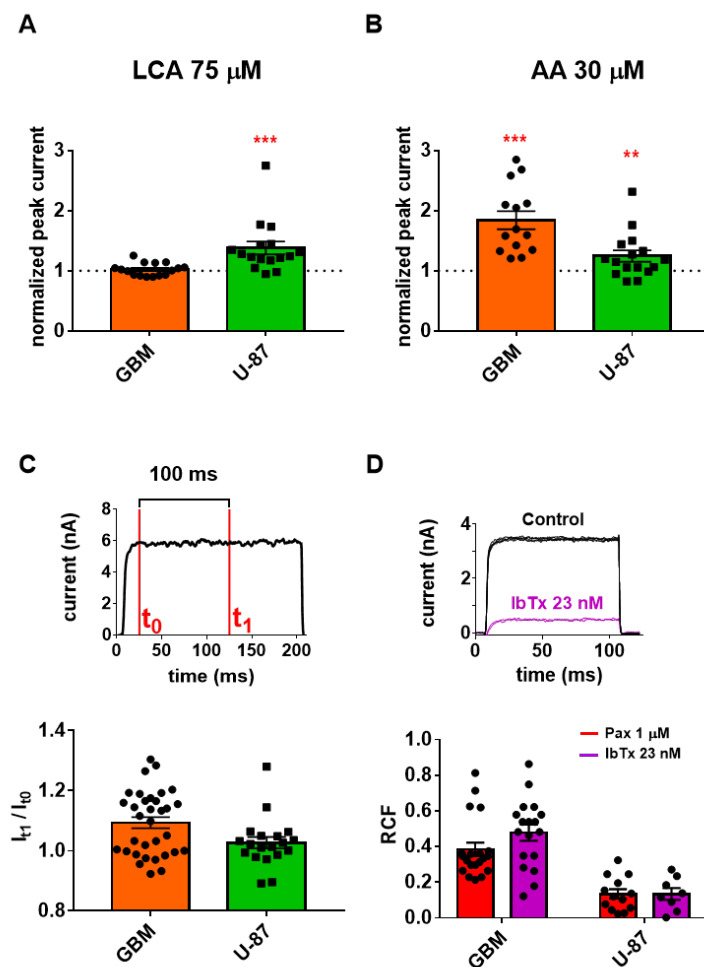 A
LCA 75 μM
normalized peak current
3
2
1
0
***
GBM
U-87
B
AA 30 μM
normalized peak current
3
2
1
0
***
**
GBM
U-87
C
100 ms
current (nA)
8
6
4
2
0
t0
t1
0 50 100 150 200
time (ms)
It1 / It0
1.4
1.2
1.0
0.8
GBM
U-87
D
current (nA)
4
2
0
Control
IbTx 23 nM
0 50 100
time (ms)
Pax 1 μM
IbTx 23 nM
RCF
1.0
0.8
0.6
0.4
0.2
0.0
GBM
U-87